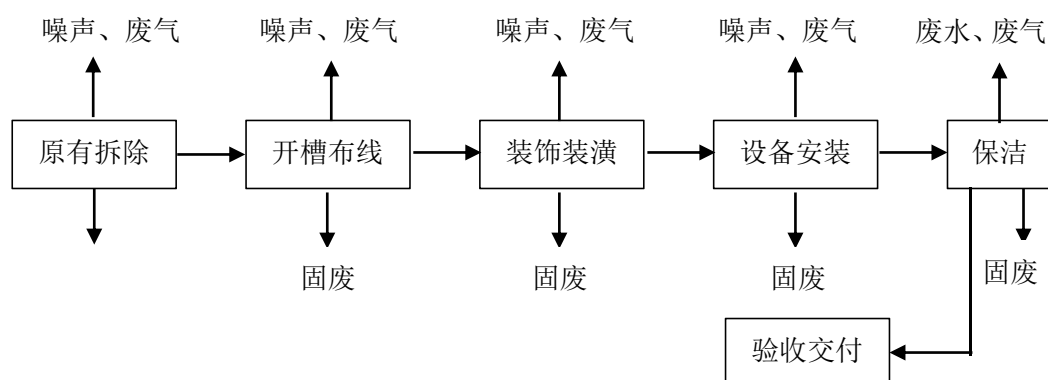 噪声、废气
噪声、废气
噪声、废气
噪声、废气
废水、废气
原有拆除
开槽布线
装饰装潢
设备安装
保洁
固废
固废
固废
固废
验收交付